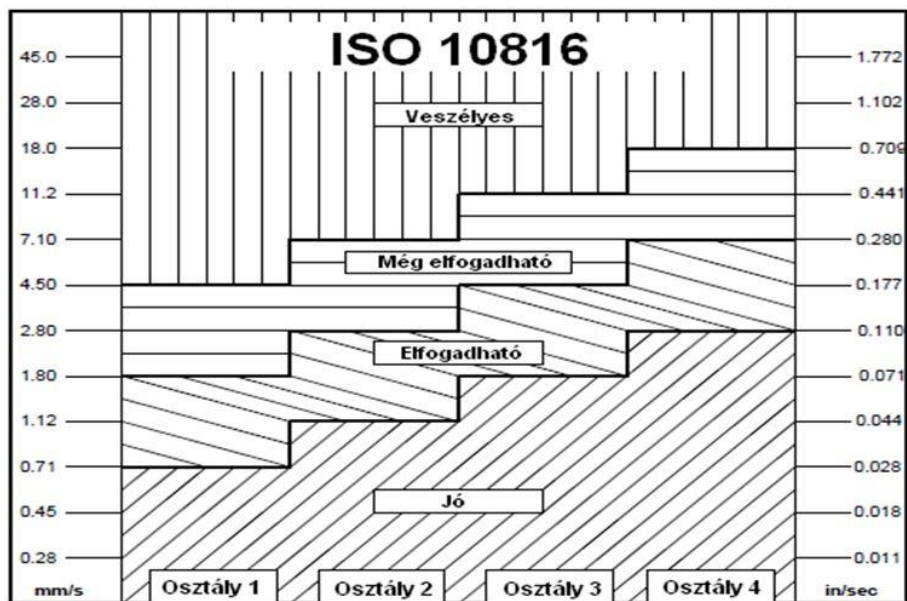 ISO 10816
45.0 1.772
28.0 1.102
Veszélyes
18.0 0.709
11.2 0.441
7.10 0.280
Még elfogadható
4.50 0.177
2.80 0.110
Elfogadható
1.80 0.071
1.12 0.044
0.71 0.028
Jó
0.45 0.018
0.28 0.011
mm/s Osztály 1 Osztály 2 Osztály 3 Osztály 4 in/sec